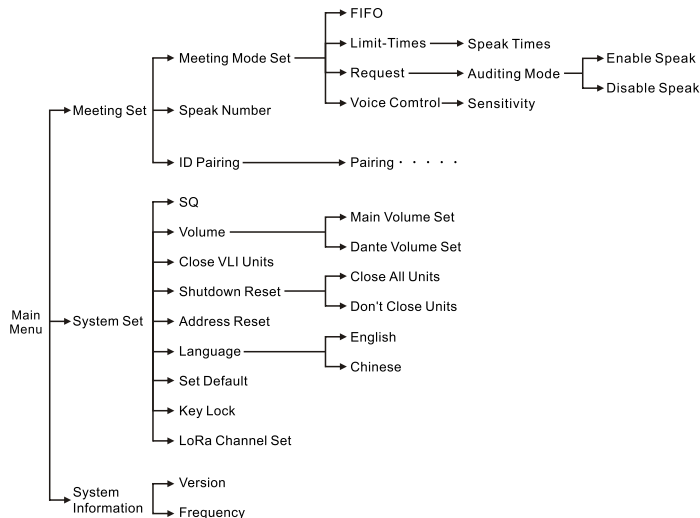 FIFO
Limit-Times
Speak Times
Meeting Mode Set
Request
Auditing Mode
Enable Speak
Disable Speak
Voice Comtrol
Sensitivity
Meeting Set
Speak Number
ID Pairing
Pairing · · · · ·
SQ
Volume
Main Volume Set
Dante Volume Set
Close VLI Units
Shutdown Reset
Close All Units
Don't Close Units
Main
Menu
System Set
Address Reset
Language
English
Chinese
Set Default
Key Lock
LoRa Channel Set
System
Information
Version
Frequency